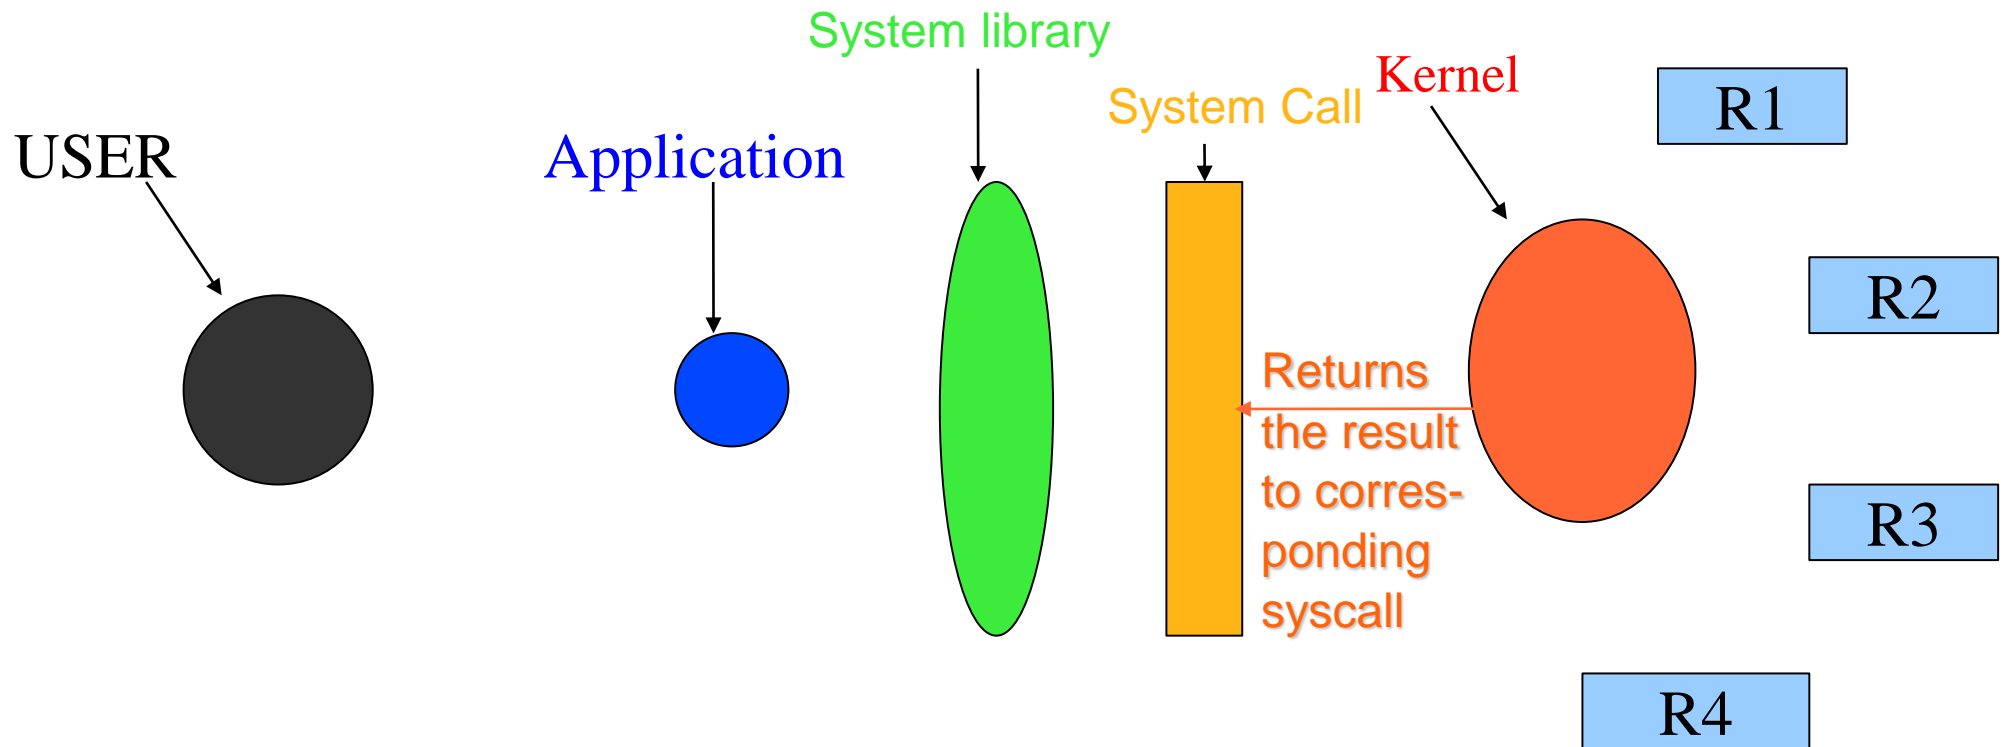 System library
Kernel
System Call
R1
USER
Application
R2
Returns
the result
to corres-
ponding
syscall
R3
R4